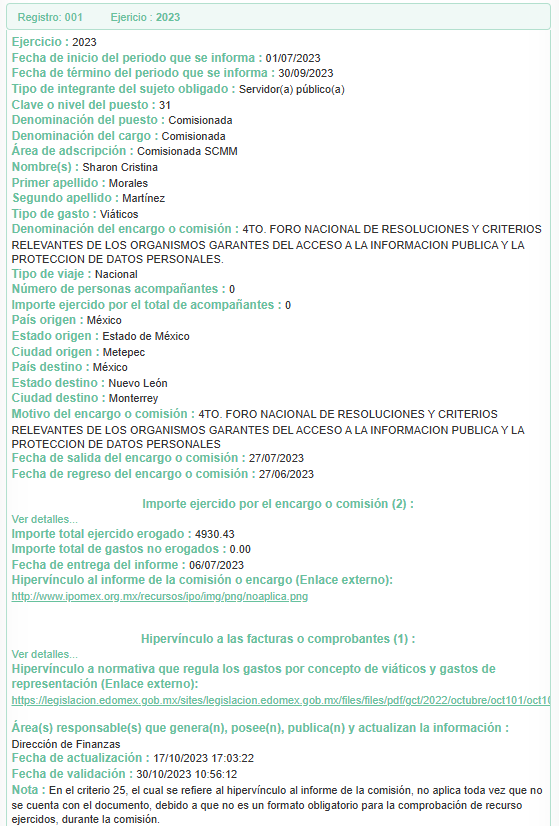 Registro: 001 Ejericio : 2023
Ejercicio : 2023
Fecha de inicio del periodo que se informa : 01/07/2023
Fecha de término del periodo que se informa : 30/09/2023
Tipo de integrante del sujeto obligado : Servidor(a) público(a)
Clave o nivel del puesto : 31
Denominación del puesto : Comisionada
Denominación del cargo : Comisionada
Área de adscripción : Comisionada SCMM
Nombre(s) : Sharon Cristina
Primer apellido : Morales
Segundo apellido : Martínez
Tipo de gasto : Viáticos
Denominación del encargo o comisión : 4TO. FORO NACIONAL DE RESOLUCIONES Y CRITERIOS
RELEVANTES DE LOS ORGANISMOS GARANTES DEL ACCESO A LA INFORMACION PUBLICA Y LA
PROTECCION DE DATOS PERSONALES.
Tipo de viaje : Nacional
Número de personas acompañantes : 0
Importe ejercido por el total de acompañantes : 0
País origen : México
Estado origen : Estado de México
Ciudad origen : Metepec
País destino : México
Estado destino : Nuevo León
Ciudad destino : Monterrey
Motivo del encargo o comisión : 4TO. FORO NACIONAL DE RESOLUCIONES Y CRITERIOS
RELEVANTES DE LOS ORGANISMOS GARANTES DEL ACCESO A LA INFORMACION PUBLICA Y LA
PROTECCION DE DATOS PERSONALES
Fecha de salida del encargo o comisión : 27/07/2023
Fecha de regreso del encargo o comisión : 27/06/2023
Importe ejercido por el encargo o comisión (2) :
Ver detalles...
Importe total ejercido erogado : 4930.43
Importe total de gastos no erogados : 0.00
Fecha de entrega del informe : 06/07/2023
Hipervínculo al informe de la comisión o encargo (Enlace externo):
http://www.ipomex.org.mx/recursos/ipo/img/png/noaplica.png
Hipervínculo a las facturas o comprobantes (1) :
Ver detalles...
Hipervínculo a normativa que regula los gastos por concepto de viáticos y gastos de
representación (Enlace externo):
https://legislacion.edomex.gob.mx/sites/legislacion.edomex.gob.mx/files/files/pdf/gct/2022/octubre/oct101/oct10
Área(s) responsable(s) que genera(n), posee(n), publica(n) y actualizan la información :
Dirección de Finanzas
Fecha de actualización : 17/10/2023 17:03:22
Fecha de validación : 30/10/2023 10:56:12
Nota : En el criterio 25, el cual se refiere al hipervínculo al informe de la comisión, no aplica toda vez que no
se cuenta con el documento, debido a que no es un formato obligatorio para la comprobación de recurso
ejercidos, durante la comisión.